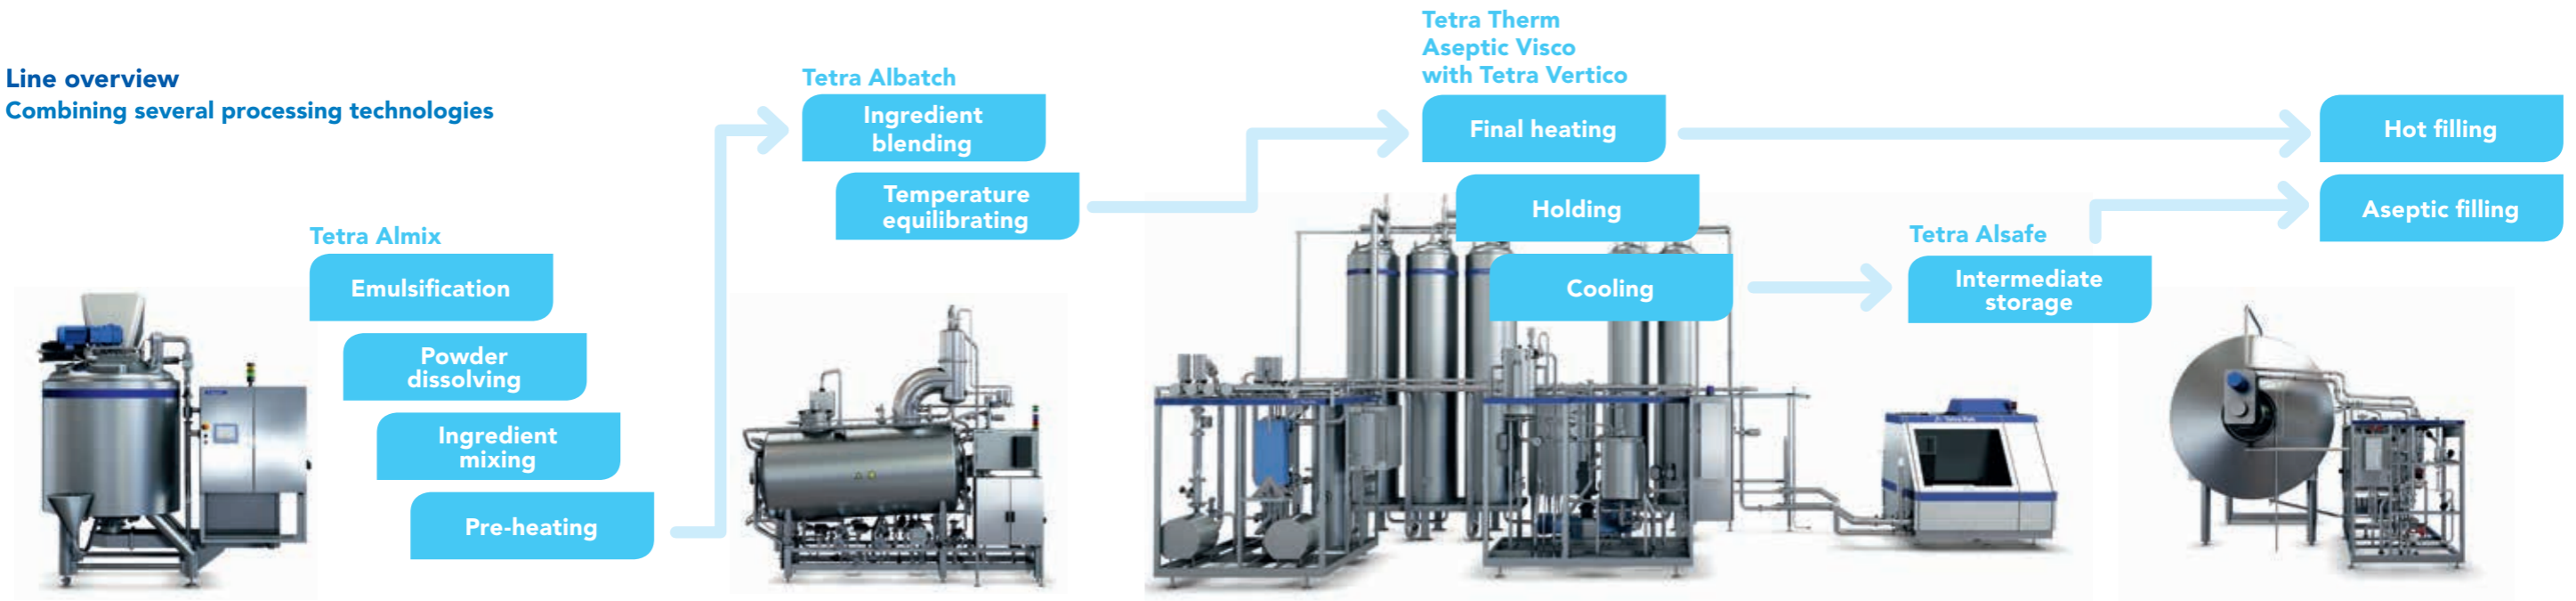 Line overview
Combining several processing technologies
Tetra Almix
Emulsification
Powder
dissolving
Ingredient
mixing
Pre-heating
Tetra Albatch
Ingredient
blending
Temperature
equilibrating
Tetra Therm
Aseptic Visco
with Tetra Vertico
Final heating
Holding
Cooling
Tetra Alsafe
Intermediate
storage
Hot filling
Aseptic filling